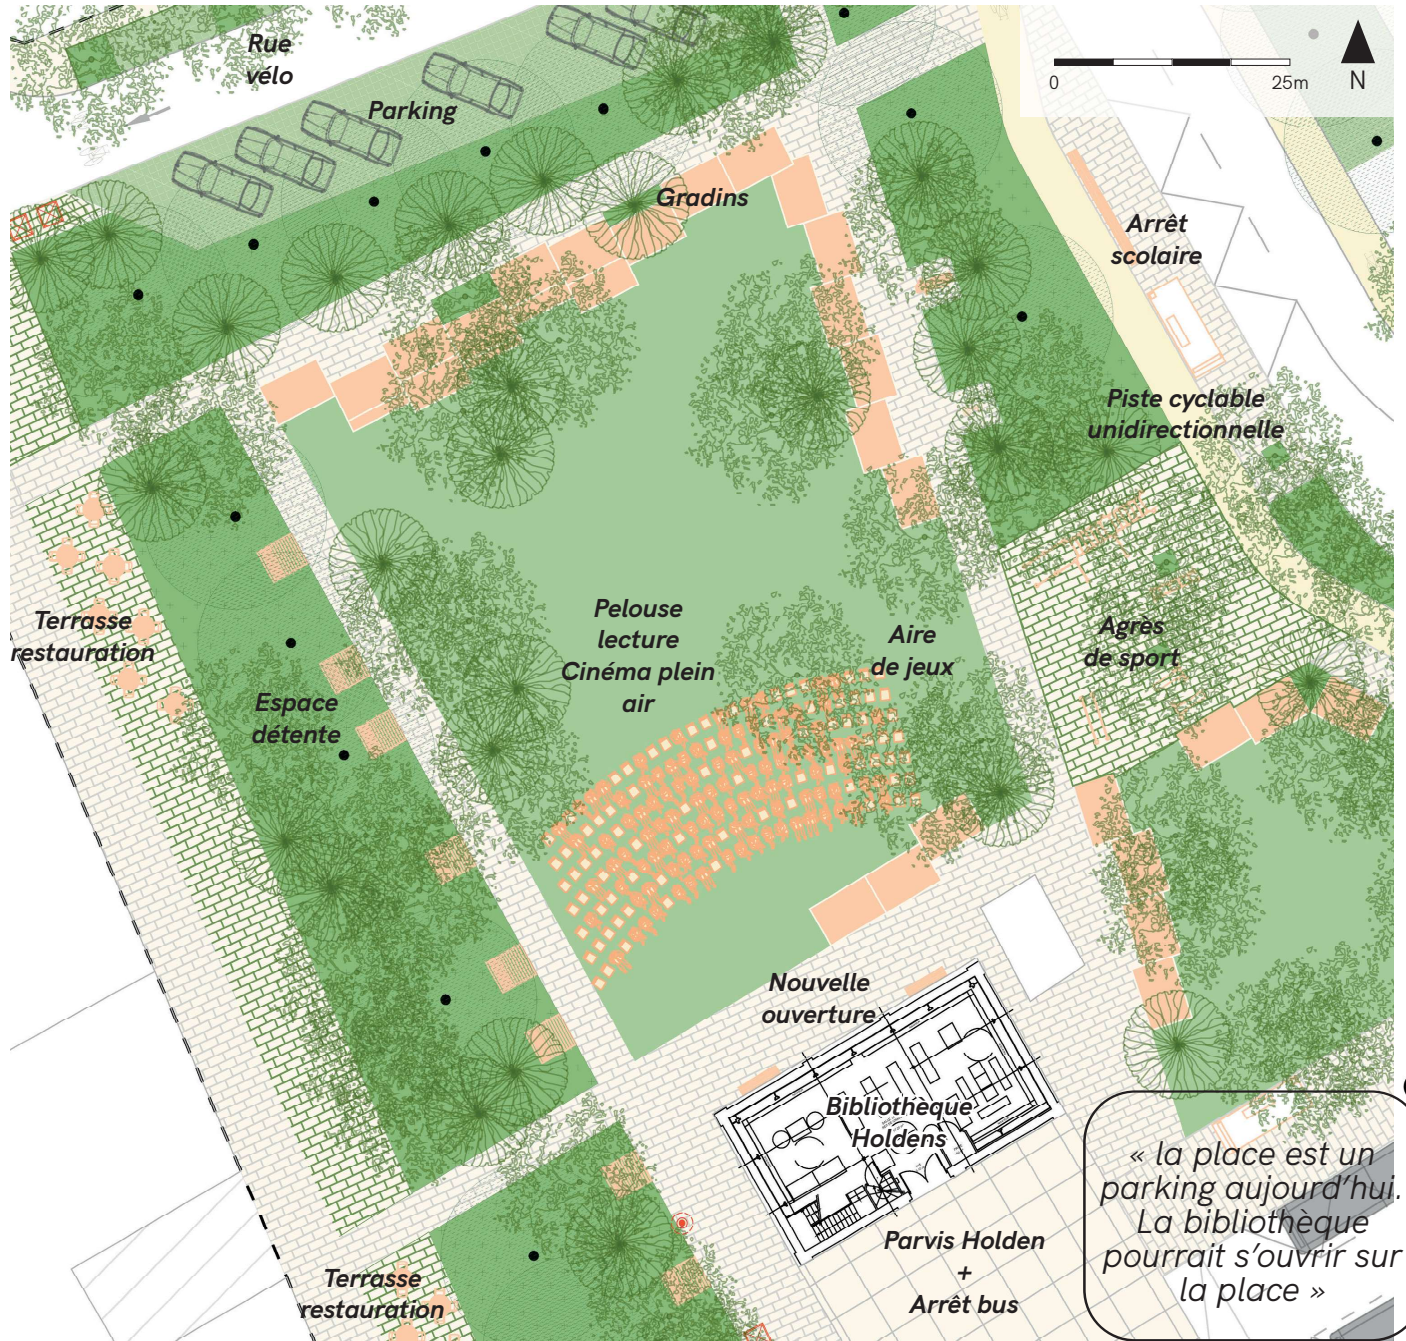 Rue
vélo
Parking
0
25m
N
Gradins
Arrêt
scolaire
Piste cyclable
unidirectionnelle
Terrasse
restauration
Pelouse
lecture
Cinéma plein
air
Aire
de jeux
Agrès
de sport
Espace
détente
Nouvelle
ouverture
Bibliothèque
Holdens
Parvis Holden
+
Arrêt bus
Terrasse
restauration
« la place est un
parking aujourd'hui.
La bibliothèque
pourrait s'ouvrir sur
la place »